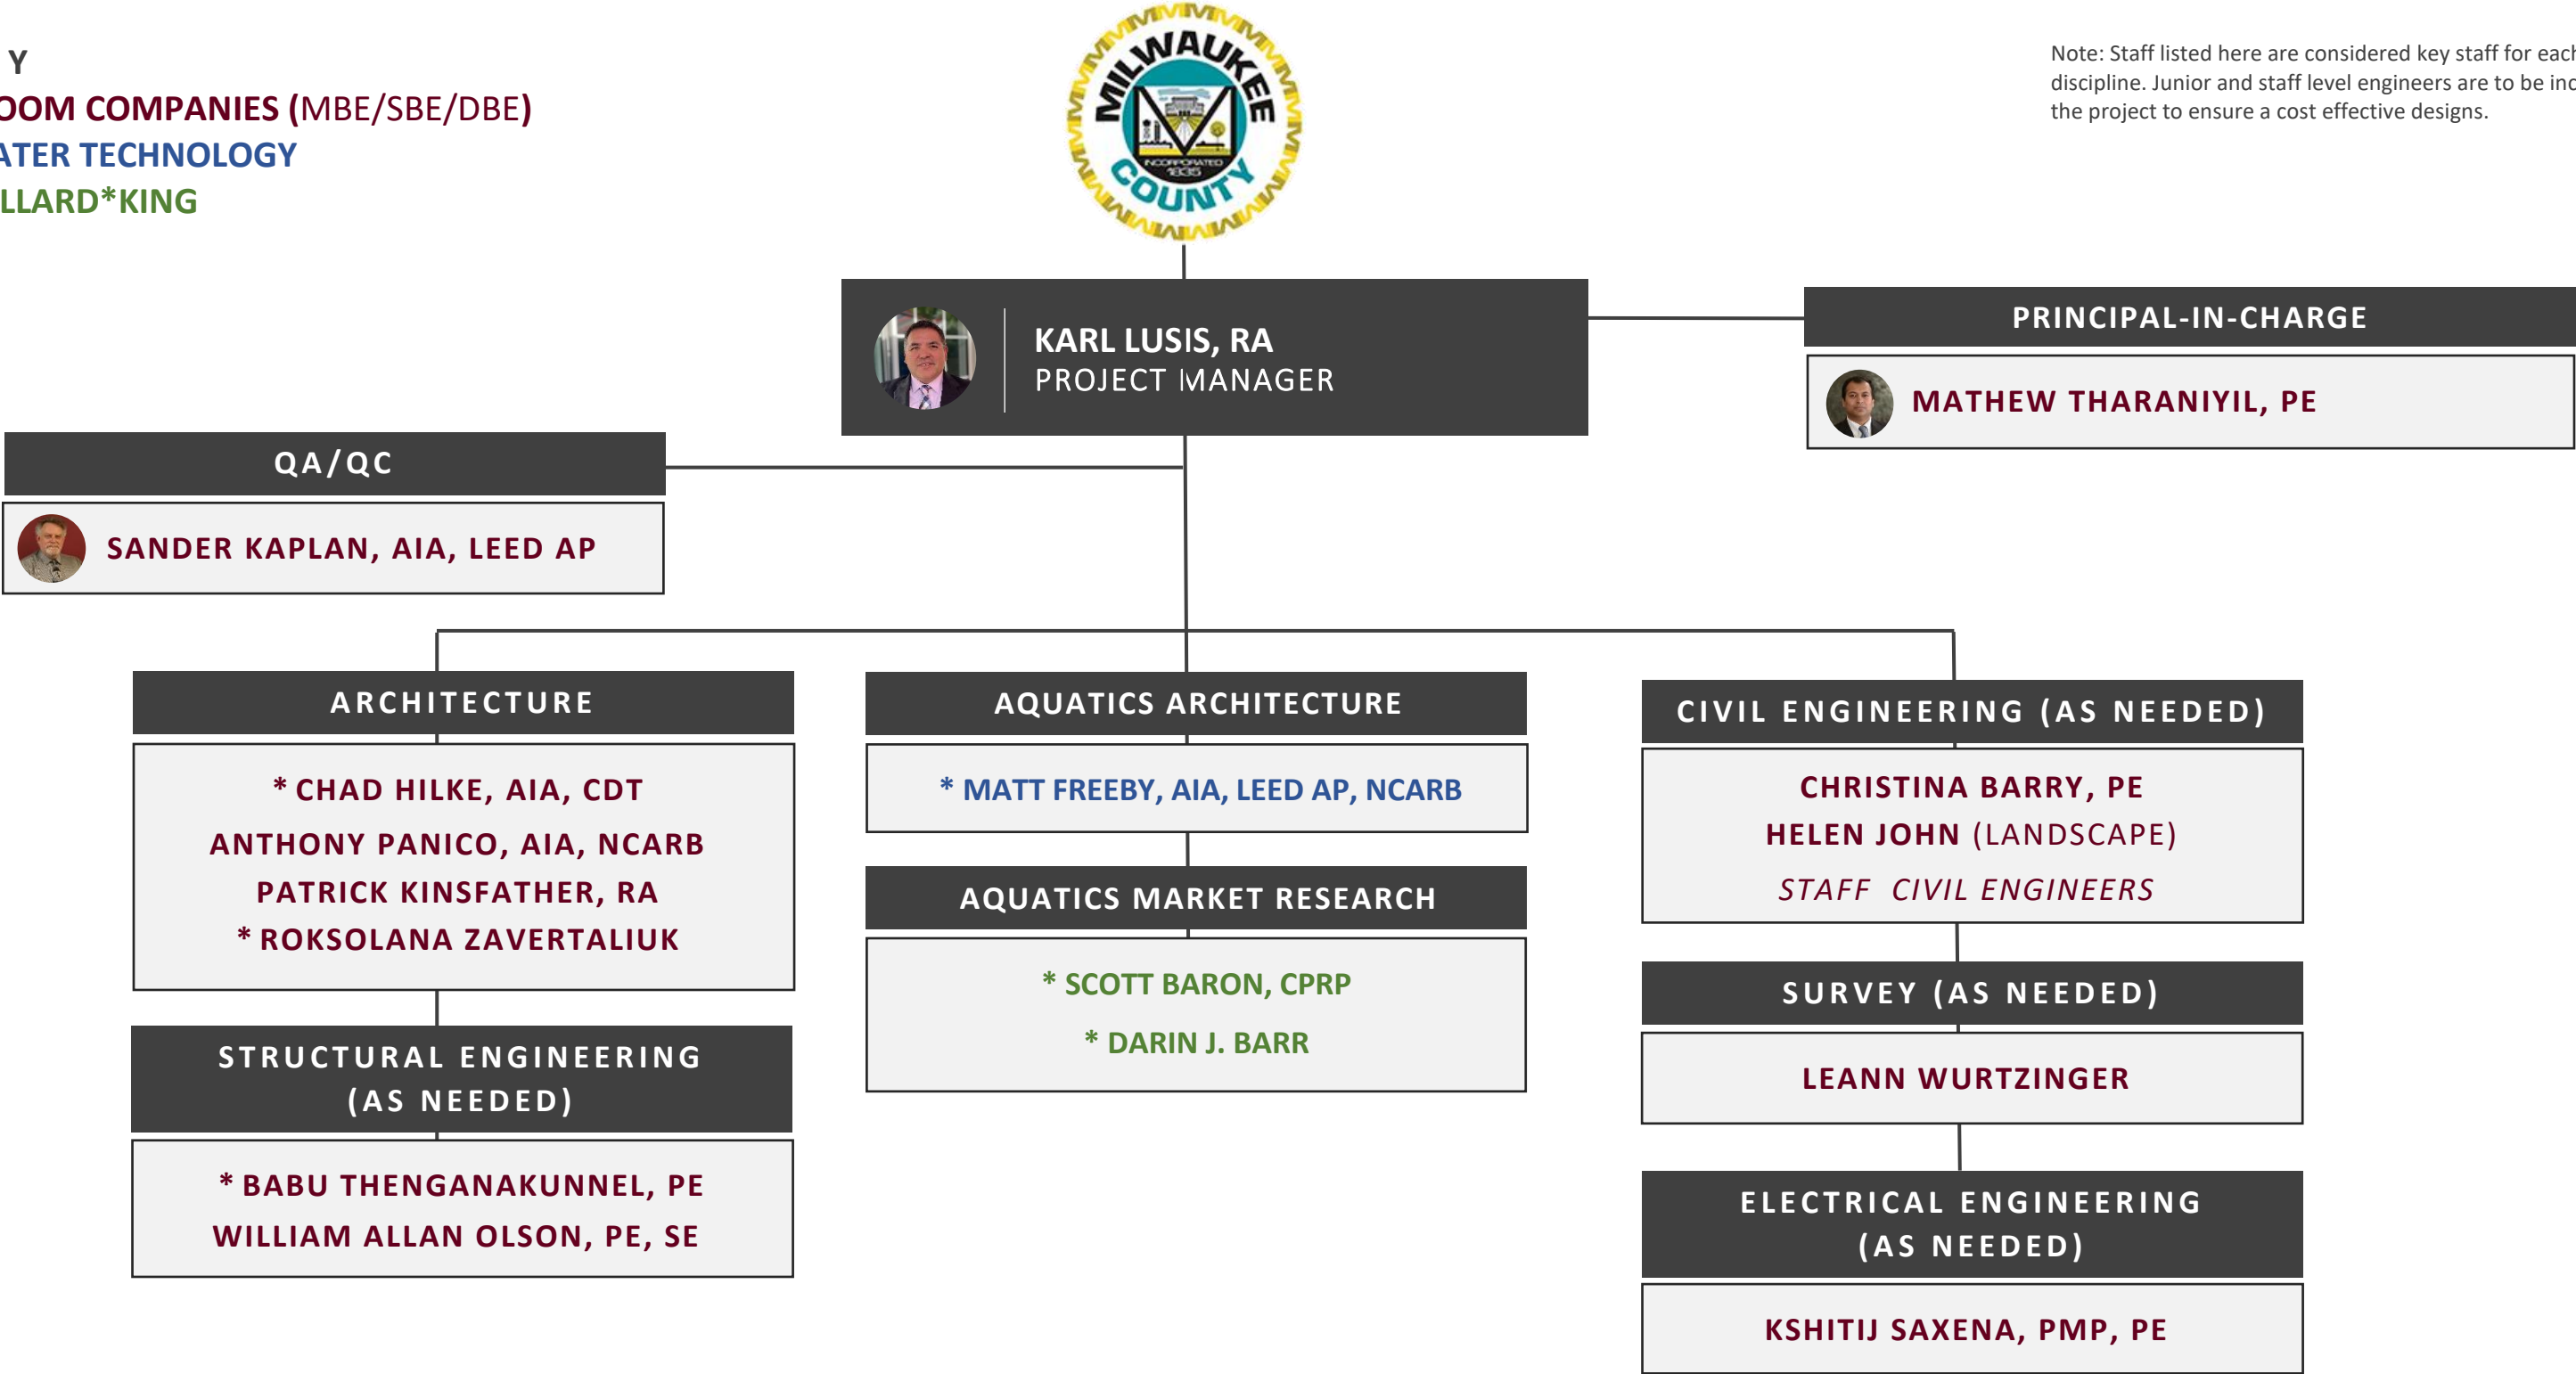 Y
OOM COMPANIES (MBE/SBE/DBE)
ATER TECHNOLOGY
LLARD*KING
MILWAUKEE
INCORPORATED
1835
COUNTY
Note: Staff listed here are considered key staff for each
discipline. Junior and staff level engineers are to be inc
the project to ensure a cost effective designs.
KARL LUSIS, RA
PROJECT MANAGER
PRINCIPAL-IN-CHARGE
MATHEW THARANIYIL, PE
QA/QC
SANDER KAPLAN, AIA, LEED AP
ARCHITECTURE
* CHAD HILKE, AIA, CDT
ANTHONY PANICO, AIA, NCARB
PATRICK KINSFATHER, RA
* ROKSOLANA ZAVERTALIUK
STRUCTURAL ENGINEERING
(AS NEEDED)
* BABU THENGANAKUNNEL, PE
WILLIAM ALLAN OLSON, PE, SE
AQUATICS ARCHITECTURE
* MATT FREEBY, AIA, LEED AP, NCARB
AQUATICS MARKET RESEARCH
* SCOTT BARON, CPRP
* DARIN J. BARR
CIVIL ENGINEERING (AS NEEDED)
CHRISTINA BARRY, PE
HELEN JOHN (LANDSCAPE)
STAFF CIVIL ENGINEERS
SURVEY (AS NEEDED)
LEANN WURTZINGER
ELECTRICAL ENGINEERING
(AS NEEDED)
KSHITIJ SAXENA, PMP, PE